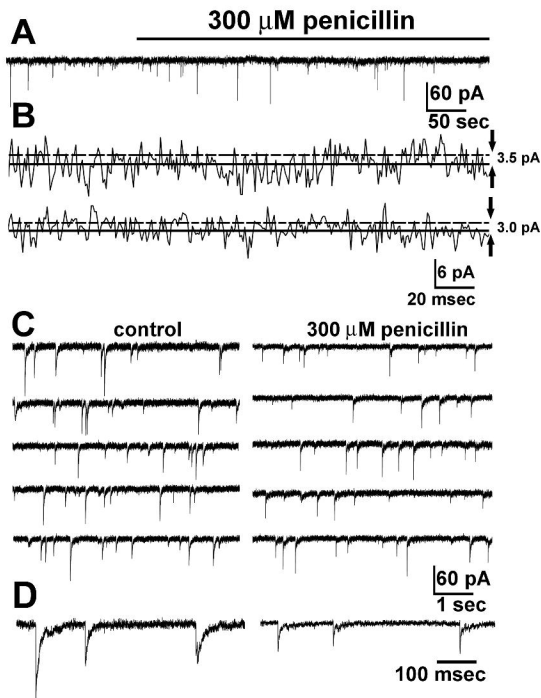 300 µM penicillin
A
60 pA
50 sec
B
3.5 pA
3.0 pA
6 pA
20 msec
C
control
300 µM penicillin
60 pA
1 sec
D
100 msec